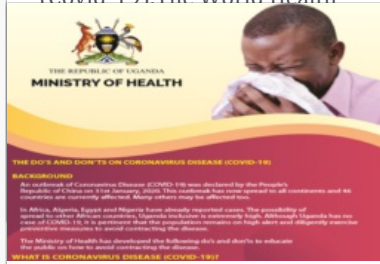 (covid-19).The World Health
THE REPUBLIC OF UGANDA
MINISTRY OF HEALTH
THE DO'S AND DON'TS ON CORONAVIRUS DISEASE (COVID-19)
BACKGROUND
An outbreak of Coronavirus Disease (COVID-19) was declared by the People's
Republic of China on 31st January, 2020. This outbreak has now spread to all continents and 46
countries are currently affected. Many others may be affected too.
In Africa, Algeria, Egypt and Nigeria have already reported cases. The possibility of
spread to other African countries, Uganda inclusive is extremely high. Although Uganda has no
case of COVID-19, it is pertinent that the population remains on high alert and diligently exercise
preventive measures to avoid contracting the disease.
The Ministry of Health has developed the following do's and don'ts to educate
the public on how to avoid contracting the disease.
WHAT IS CORONAVIRUS DISEASE (COVID-19)?